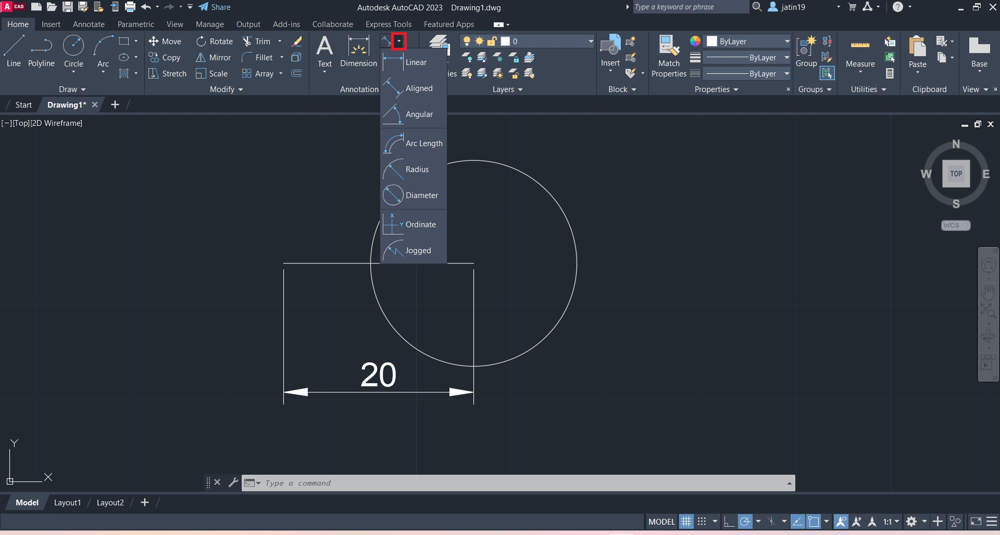 A CAD
Share
Autodesk AutoCAD 2023 Drawing1.dwg
Type a keyword or phrase
jatin19
Home Insert Annotate Parametric View Manage Output Add-ins Collaborate Express Tools Featured Apps
Line Polyline Circle Arc
Draw
Move Rotate Trim
Copy Mirror Fillet
Stretch Scale Array
Modify
A
Text Dimension
Annotation
Linear
Aligned
Angular
Arc Length
Radius
Diameter
X
Y Ordinate
Jogged
ies
0
Layers
Insert
Block
Match
Properties
ByLayer
ByLayer
ByLayer
Properties
Group
Groups
Measure
Utilities
Paste
Clipboard
Base
View
Start Drawing1*
[−][Top][2D Wireframe]
N
W TOP E
S
WCS
20
Y
X
Type a command
Model Layout1 Layout2
MODEL 1:1